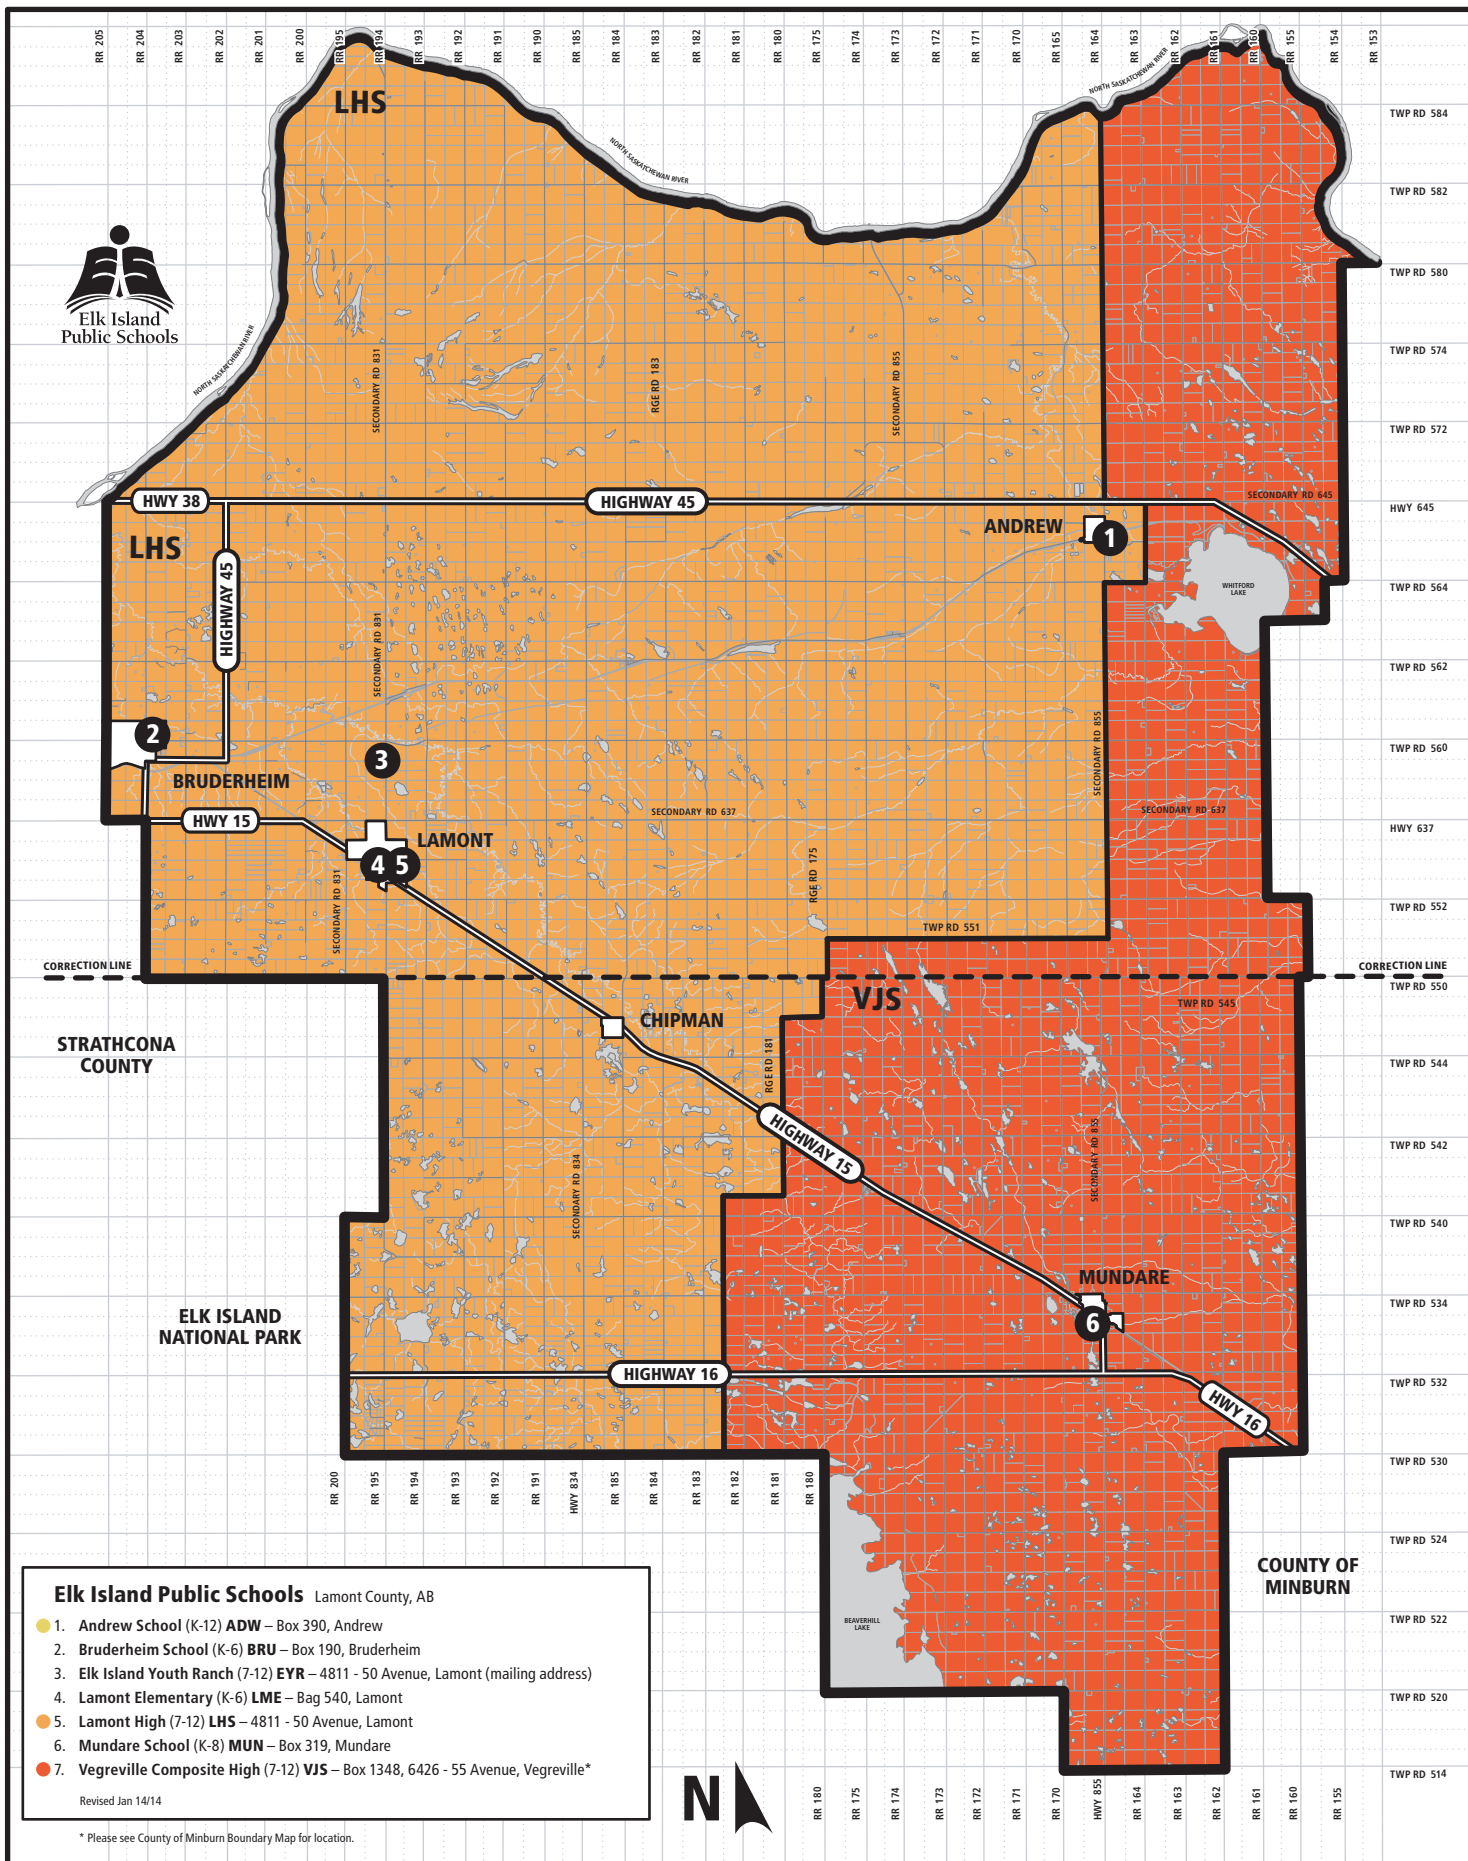 RR 205
RR 204
RR 203
RR 202
RR 201
RR 200
RR 195
RR 194
RR 193
RR 192
RR 191
RR 190
RR 185
RR 184
RR 183
RR 182
RR 181
RR 180
RR 175
RR 174
RR 173
RR 172
RR 171
RR 170
RR 165
RR 164
RR 163
RR 162
RR 161
RR 160
RR 155
RR 154
RR 153
NORTH SASKATCHEWAN RIVER
LHS
TWP RD 584
NORTH SASKATCHEWAN RIVER
TWP RD 582
Elk Island
Public Schools
TWP RD 580
NORTH SASKATCHEWAN RIVER
SECONDARY RD 831
RGE RD 183
SECONDARY RD 855
TWP RD 574
TWP RD 572
HWY 38
HIGHWAY 45
SECONDARY RD 645
HWY 645
ANDREW
1
LHS
HIGHWAY 45
WHITFORD
LAKE
TWP RD 564
SECONDARY RD 831
TWP RD 562
2
BRUDERHEIM
3
SECONDARY RD 855
TWP RD 560
SECONDARY RD 637
SECONDARY RD 637
HWY 15
HWY 637
LAMONT
4
5
SECONDARY RD 831
RGE RD 175
TWP RD 552
TWP RD 551
CORRECTION LINE
CORRECTION LINE
TWP RD 550
VJS
TWP RD 545
CHIPMAN
STRATHCONA
COUNTY
RGE RD 181
TWP RD 544
HIGHWAY 15
SECONDARY RD 834
SECONDARY RD 855
TWP RD 542
TWP RD 540
MUNDARE
6
ELK ISLAND
NATIONAL PARK
TWP RD 534
HIGHWAY 16
TWP RD 532
HWY 16
TWP RD 530
RR 200
RR 195
RR 194
RR 193
RR 192
RR 191
HWY 834
RR 185
RR 184
RR 183
RR 182
RR 181
RR 180
TWP RD 524
COUNTY OF
MINBURN
BEAVERHILL
LAKE
TWP RD 522
TWP RD 520
TWP RD 514
Elk Island Public Schools Lamont County, AB
1. Andrew School (K-12) ADW – Box 390, Andrew
2. Bruderheim School (K-6) BRU – Box 190, Bruderheim
3. Elk Island Youth Ranch (7-12) EYR – 4811 - 50 Avenue, Lamont (mailing address)
4. Lamont Elementary (K-6) LME – Bag 540, Lamont
5. Lamont High (7-12) LHS – 4811 - 50 Avenue, Lamont
6. Mundare School (K-8) MUN – Box 319, Mundare
7. Vegreville Composite High (7-12) VJS – Box 1348, 6426 - 55 Avenue, Vegreville*
Revised Jan 14/14
* Please see County of Minburn Boundary Map for location.
N
RR 180
RR 175
RR 174
RR 173
RR 172
RR 171
RR 170
HWY 855
RR 164
RR 163
RR 162
RR 161
RR 160
RR 155